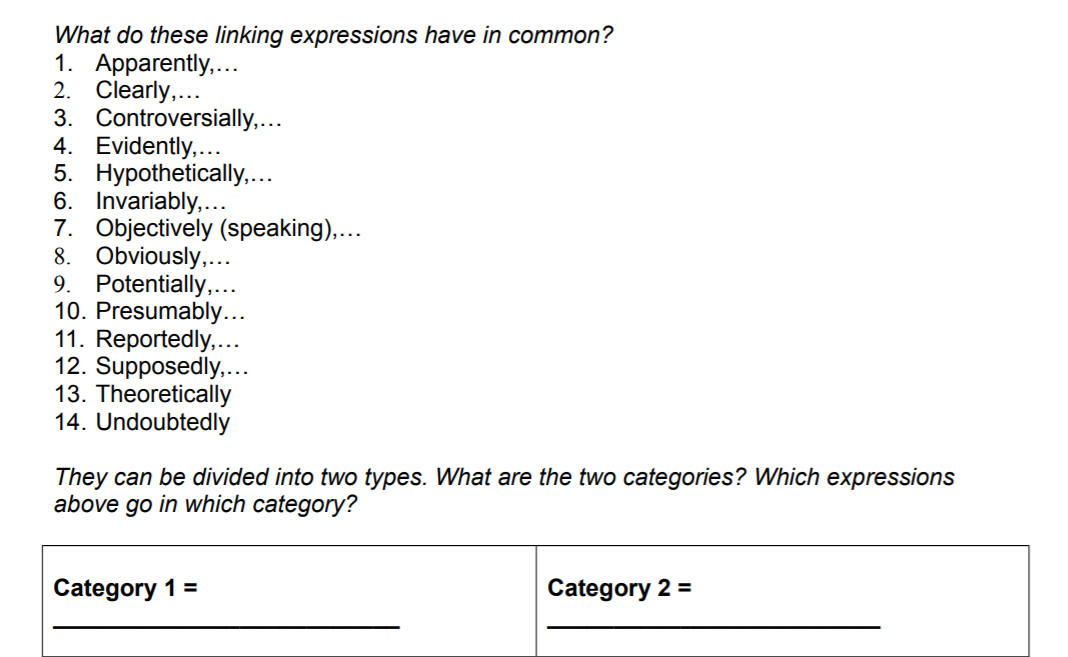 What do these linking expressions have in common?
1. Apparently,…
2. Clearly,…
3. Controversially,…
4. Evidently,…
5. Hypothetically,…
6. Invariably,…
7. Objectively (speaking),…
8. Obviously,…
9. Potentially,…
10. Presumably…
11. Reportedly,…
12. Supposedly,…
13. Theoretically
14. Undoubtedly
They can be divided into two types. What are the two categories? Which expressions
above go in which category?
Category 1 =
Category 2 =